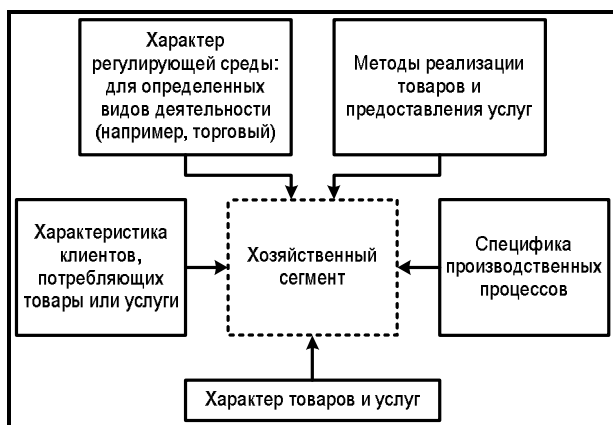 Характер
регулирующей среды:
для определенных
видов деятельности
(например, торговый)
Методы реализации
товаров и
предоставления услуг
Характеристика
клиентов,
потребляющих
товары или услуги
Хозяйственный
сегмент
Специфика
производственных
процессов
Характер товаров и услуг